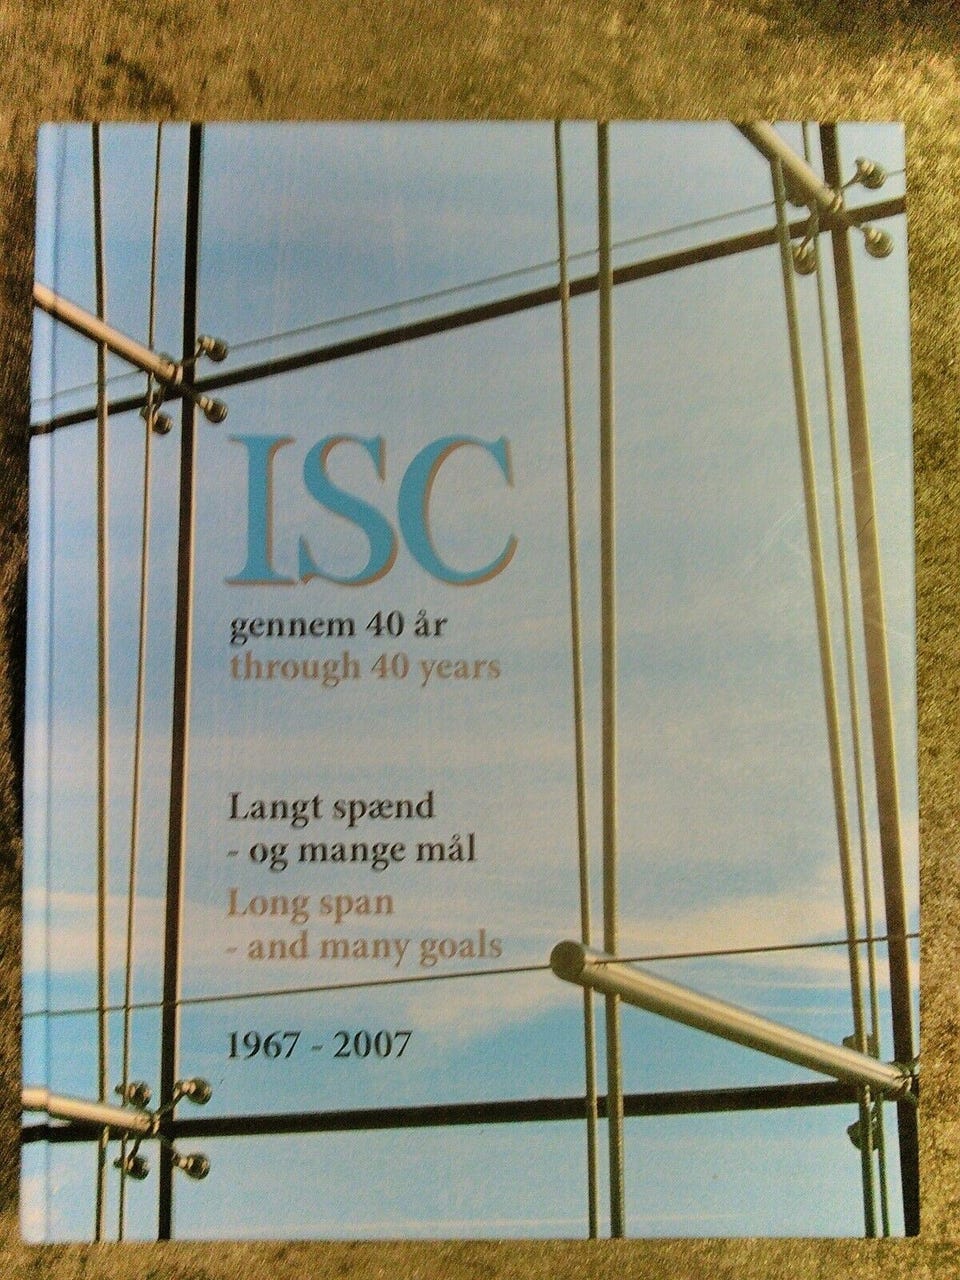 ISC
gennem 40 år
through 40 years
Langt spænd
- og mange mål
Long span
- and many goals
1967 - 2007